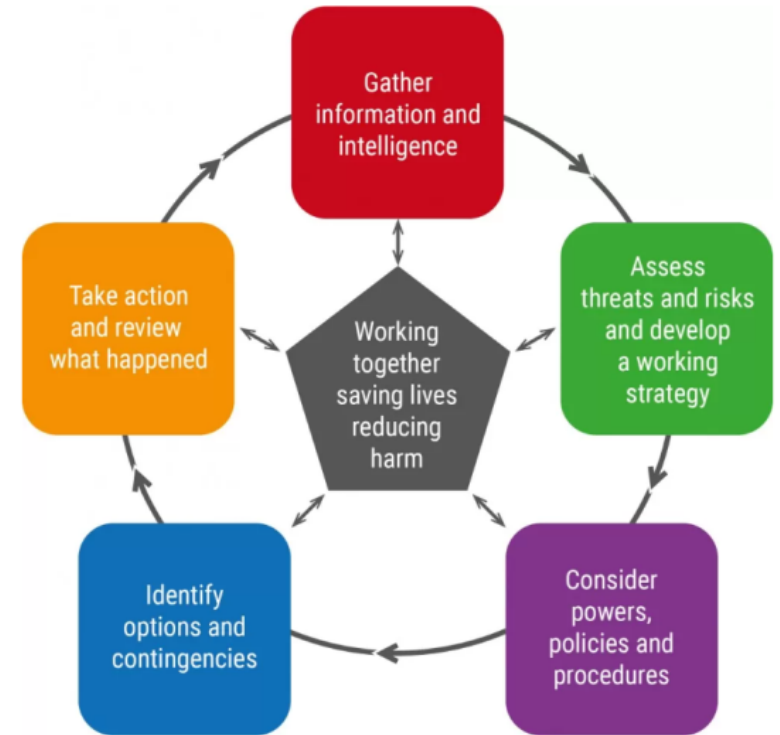 Gather
information and
intelligence
Assess
threats and risks
and develop
a working
strategy
Consider
powers,
policies and
procedures
Identify
options and
contingencies
Take action
and review
what happened
Working
together
saving lives
reducing
harm